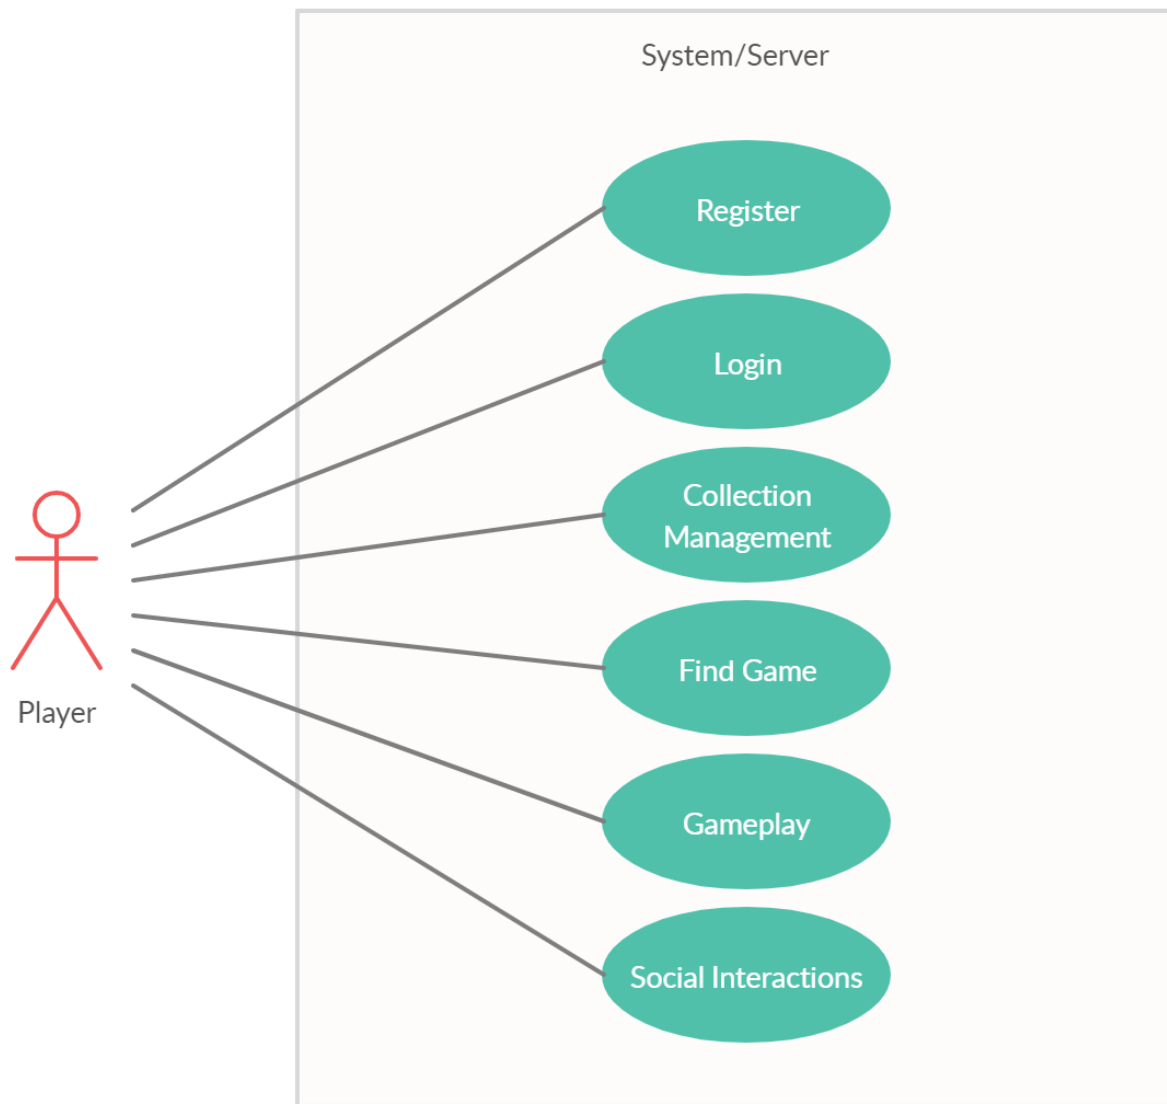 System/Server
Register
Login
Collection
Management
Find Game
Gameplay
Social Interactions
Player